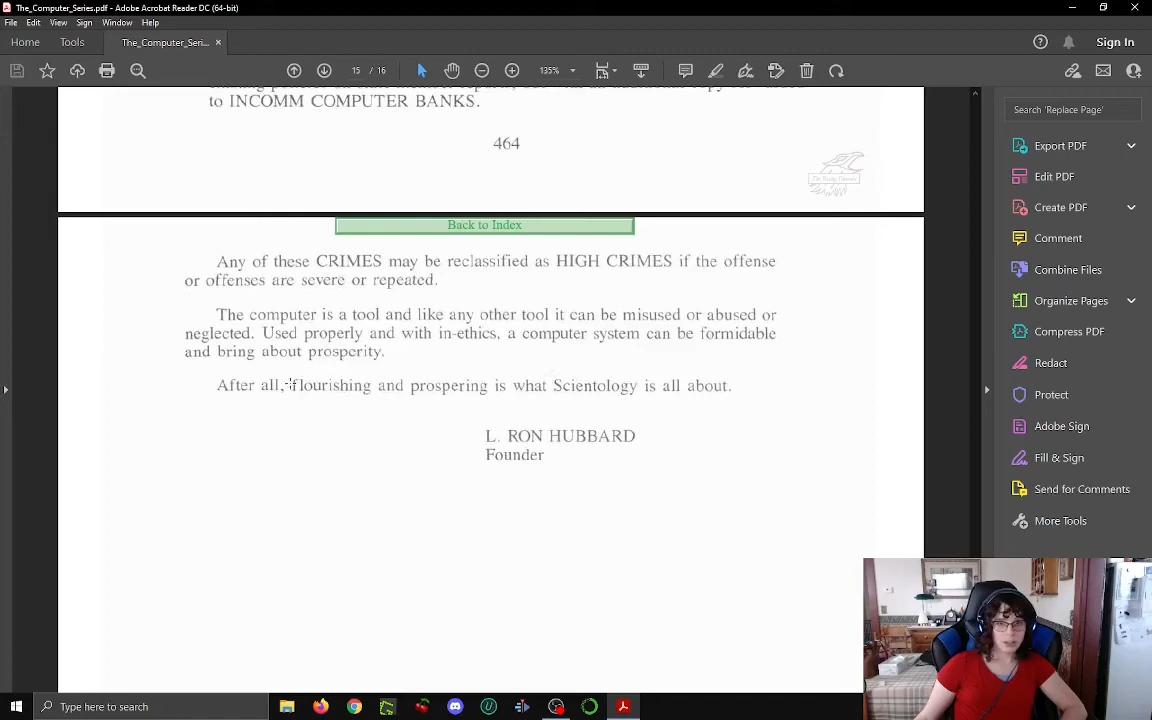 The_Computer_Series.pdf - Adobe Acrobat Reader DC (64-bit)
File Edit View Sign Window Help
Home Tools The_Computer_Seri... ×
Sign In
15 / 16
135%
to INCOMM COMPUTER BANKS.
464
Back to Index
Any of these CRIMES may be reclassified as HIGH CRIMES if the offense
or offenses are severe or repeated.
The computer is a tool and like any other tool it can be misused or abused or
neglected. Used properly and with in-ethics, a computer system can be formidable
and bring about prosperity.
After all, flourishing and prospering is what Scientology is all about.
L. RON HUBBARD
Founder
Search 'Replace Page'
Export PDF
Edit PDF
Create PDF
Comment
Combine Files
Organize Pages
Compress PDF
Redact
Protect
Adobe Sign
Fill & Sign
Send for Comments
More Tools
Type here to search